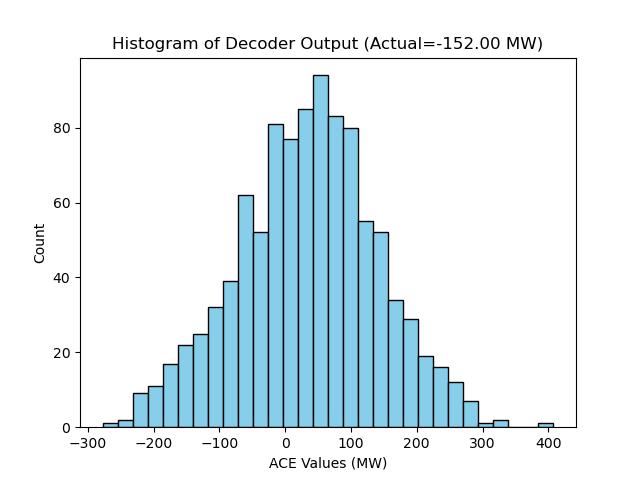 Histogram of Decoder Output (Actual=-152.00 MW)
80
60
40
20
0
Count
−300 −200 −100 0 100 200 300 400
ACE Values (MW)